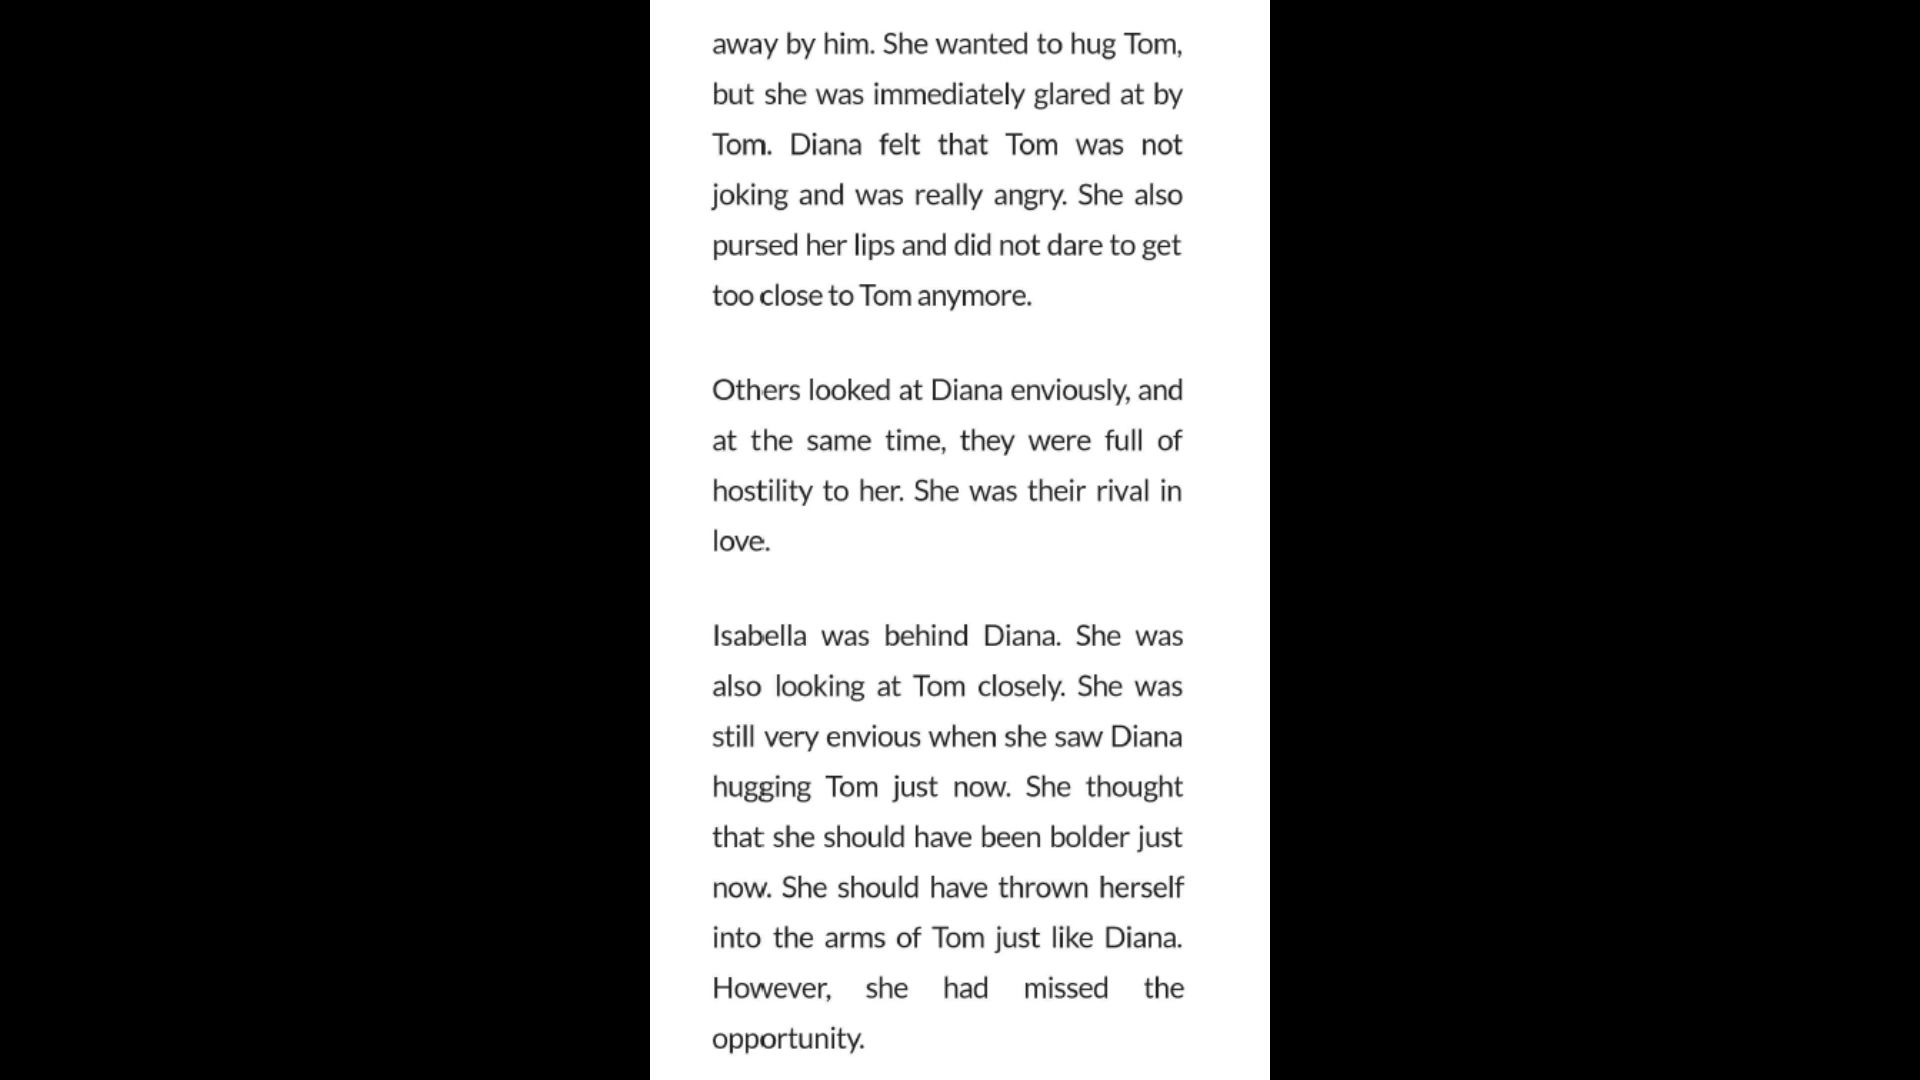 away by him. She wanted to hug Tom,
but she was immediately glared at by
Tom. Diana felt that Tom was not
joking and was really angry. She also
pursed her lips and did not dare to get
too close to Tom anymore.
Others looked at Diana enviously, and
at the same time, they were full of
hostility to her. She was their rival in
love.
Isabella was behind Diana. She was
also looking at Tom closely. She was
still very envious when she saw Diana
hugging Tom just now. She thought
that she should have been bolder just
now. She should have thrown herself
into the arms of Tom just like Diana.
However, she had missed the
opportunity.